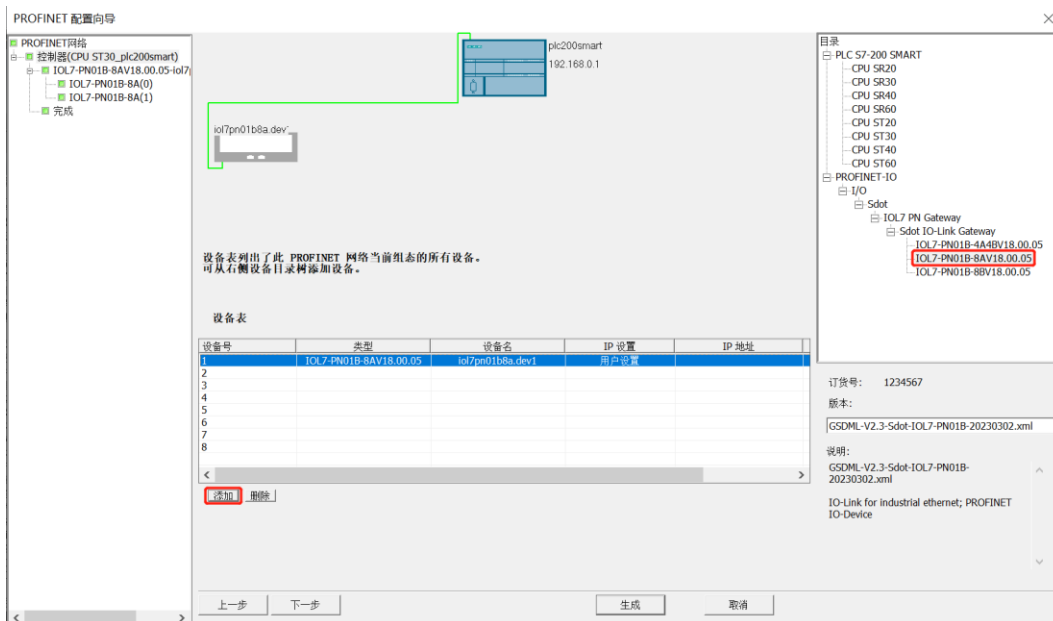 PROFINET 配置向导
PROFINET网络
控制器(CPU ST30_plc200smart)
IOL7-PN01B-8AV18.00.05-iol7
IOL7-PN01B-8A(0)
IOL7-PN01B-8A(1)
完成
plc200smart
192.168.0.1
iol7pn01b8a.dev
设备表列出了此 PROFINET 网络当前组态的所有设备。
可从右侧设备目录树添加设备。
设备表
设备号 类型 设备名 IP 设置 IP 地址
1 IOL7-PN01B-8AV18.00.05 iol7pn01b8a.dev1 用户设置
2
3
4
5
6
7
8
添加 删除
上一步 下一步 生成 取消
目录
PLC S7-200 SMART
CPU SR20
CPU SR30
CPU SR40
CPU SR60
CPU ST20
CPU ST30
CPU ST40
CPU ST60
PROFINET-IO
I/O
Sdot
IOL7 PN Gateway
Sdot IO-Link Gateway
IOL7-PN01B-4A4BV18.00.05
IOL7-PN01B-8AV18.00.05
IOL7-PN01B-8BV18.00.05
订货号: 1234567
版本:
GSDML-V2.3-Sdot-IOL7-PN01B-20230302.xml
说明:
GSDML-V2.3-Sdot-IOL7-PN01B-
20230302.xml
IO-Link for industrial ethernet; PROFINET
IO-Device